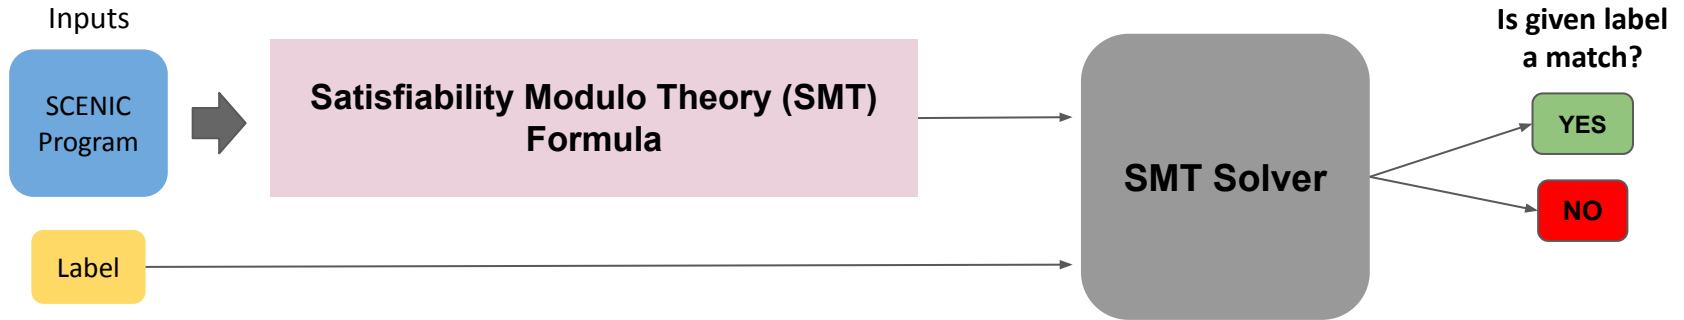 Inputs
SCENIC
Program
Satisfiability Modulo Theory (SMT)
Formula
Label
SMT Solver
Is given label
a match?
YES
NO